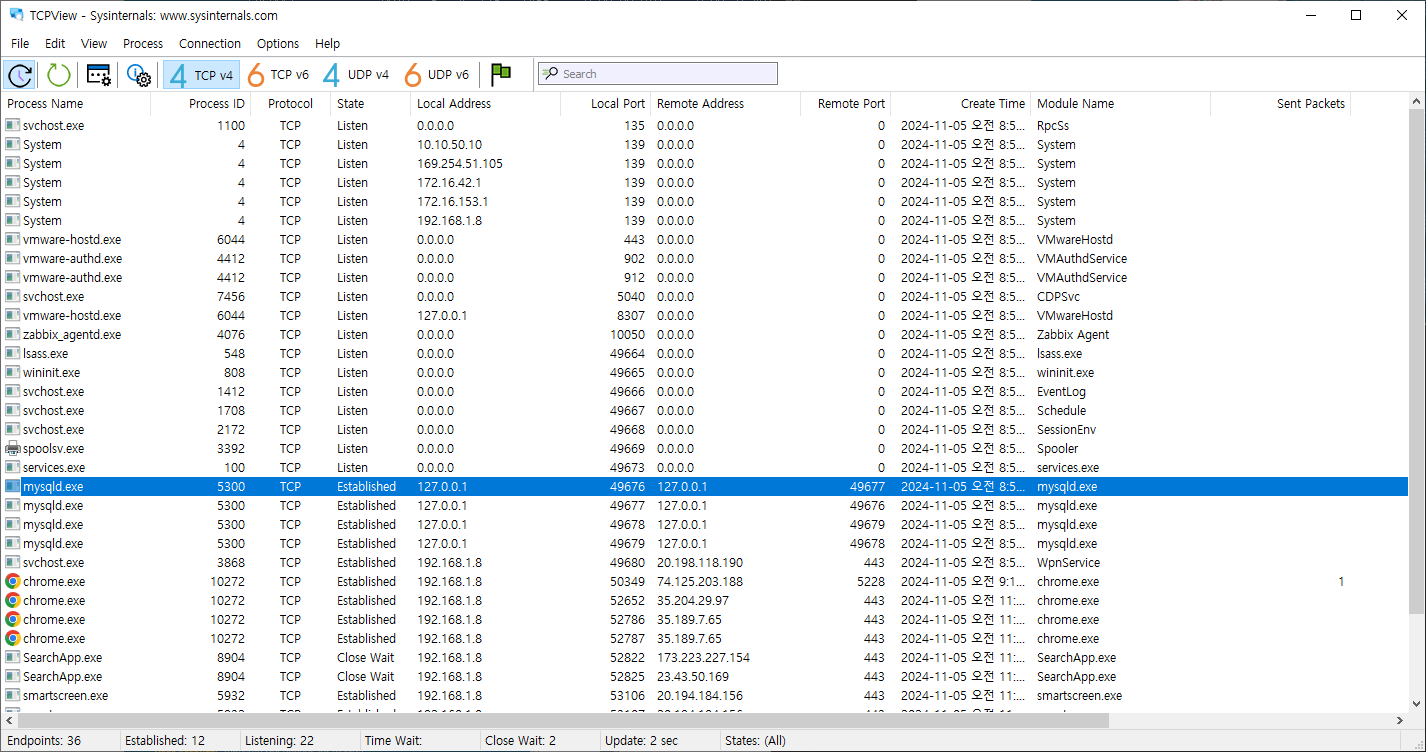 TCPView - Sysinternals: www.sysinternals.com
File Edit View Process Connection Options Help
4 TCP v4 6 TCP v6 4 UDP v4 6 UDP v6 Search
Process Name Process ID Protocol State Local Address Local Port Remote Address Remote Port Create Time Module Name Sent Packets
svchost.exe 1100 TCP Listen 0.0.0.0 135 0.0.0.0 0 2024-11-05 오전 8:5... RpcSs
System 4 TCP Listen 10.10.50.10 139 0.0.0.0 0 2024-11-05 오전 8:5... System
System 4 TCP Listen 169.254.51.105 139 0.0.0.0 0 2024-11-05 오전 8:5... System
System 4 TCP Listen 172.16.42.1 139 0.0.0.0 0 2024-11-05 오전 8:5... System
System 4 TCP Listen 172.16.153.1 139 0.0.0.0 0 2024-11-05 오전 8:5... System
System 4 TCP Listen 192.168.1.8 139 0.0.0.0 0 2024-11-05 오전 8:5... System
vmware-hostd.exe 6044 TCP Listen 0.0.0.0 443 0.0.0.0 0 2024-11-05 오전 8:5... VMwareHostd
vmware-authd.exe 4412 TCP Listen 0.0.0.0 902 0.0.0.0 0 2024-11-05 오전 8:5... VMAuthdService
vmware-authd.exe 4412 TCP Listen 0.0.0.0 912 0.0.0.0 0 2024-11-05 오전 8:5... VMAuthdService
svchost.exe 7456 TCP Listen 0.0.0.0 5040 0.0.0.0 0 2024-11-05 오전 8:5... CDPSvc
vmware-hostd.exe 6044 TCP Listen 127.0.0.1 8307 0.0.0.0 0 2024-11-05 오전 8:5... VMwareHostd
zabbix_agentd.exe 4076 TCP Listen 0.0.0.0 10050 0.0.0.0 0 2024-11-05 오전 8:5... Zabbix Agent
lsass.exe 548 TCP Listen 0.0.0.0 49664 0.0.0.0 0 2024-11-05 오전 8:5... lsass.exe
wininit.exe 808 TCP Listen 0.0.0.0 49665 0.0.0.0 0 2024-11-05 오전 8:5... wininit.exe
svchost.exe 1412 TCP Listen 0.0.0.0 49666 0.0.0.0 0 2024-11-05 오전 8:5... EventLog
svchost.exe 1708 TCP Listen 0.0.0.0 49667 0.0.0.0 0 2024-11-05 오전 8:5... Schedule
svchost.exe 2172 TCP Listen 0.0.0.0 49668 0.0.0.0 0 2024-11-05 오전 8:5... SessionEnv
spoolsv.exe 3392 TCP Listen 0.0.0.0 49669 0.0.0.0 0 2024-11-05 오전 8:5... Spooler
services.exe 100 TCP Listen 0.0.0.0 49673 0.0.0.0 0 2024-11-05 오전 8:5... services.exe
mysqld.exe 5300 TCP Established 127.0.0.1 49676 127.0.0.1 49677 2024-11-05 오전 8:5... mysqld.exe
mysqld.exe 5300 TCP Established 127.0.0.1 49677 127.0.0.1 49676 2024-11-05 오전 8:5... mysqld.exe
mysqld.exe 5300 TCP Established 127.0.0.1 49678 127.0.0.1 49679 2024-11-05 오전 8:5... mysqld.exe
mysqld.exe 5300 TCP Established 127.0.0.1 49679 127.0.0.1 49678 2024-11-05 오전 8:5... mysqld.exe
svchost.exe 3868 TCP Established 192.168.1.8 49680 20.198.118.190 443 2024-11-05 오전 8:5... WpnService
chrome.exe 10272 TCP Established 192.168.1.8 50349 74.125.203.188 5228 2024-11-05 오전 9:1... chrome.exe 1
chrome.exe 10272 TCP Established 192.168.1.8 52652 35.204.29.97 443 2024-11-05 오전 11:... chrome.exe
chrome.exe 10272 TCP Established 192.168.1.8 52786 35.189.7.65 443 2024-11-05 오전 11:... chrome.exe
chrome.exe 10272 TCP Established 192.168.1.8 52787 35.189.7.65 443 2024-11-05 오전 11:... chrome.exe
SearchApp.exe 8904 TCP Close Wait 192.168.1.8 52822 173.223.227.154 443 2024-11-05 오전 11:... SearchApp.exe
SearchApp.exe 8904 TCP Close Wait 192.168.1.8 52825 23.43.50.169 443 2024-11-05 오전 11:... SearchApp.exe
smartscreen.exe 5932 TCP Established 192.168.1.8 53106 20.194.184.156 443 2024-11-05 오전 11:... smartscreen.exe
Endpoints: 36 Established: 12 Listening: 22 Time Wait: Close Wait: 2 Update: 2 sec States: (All)